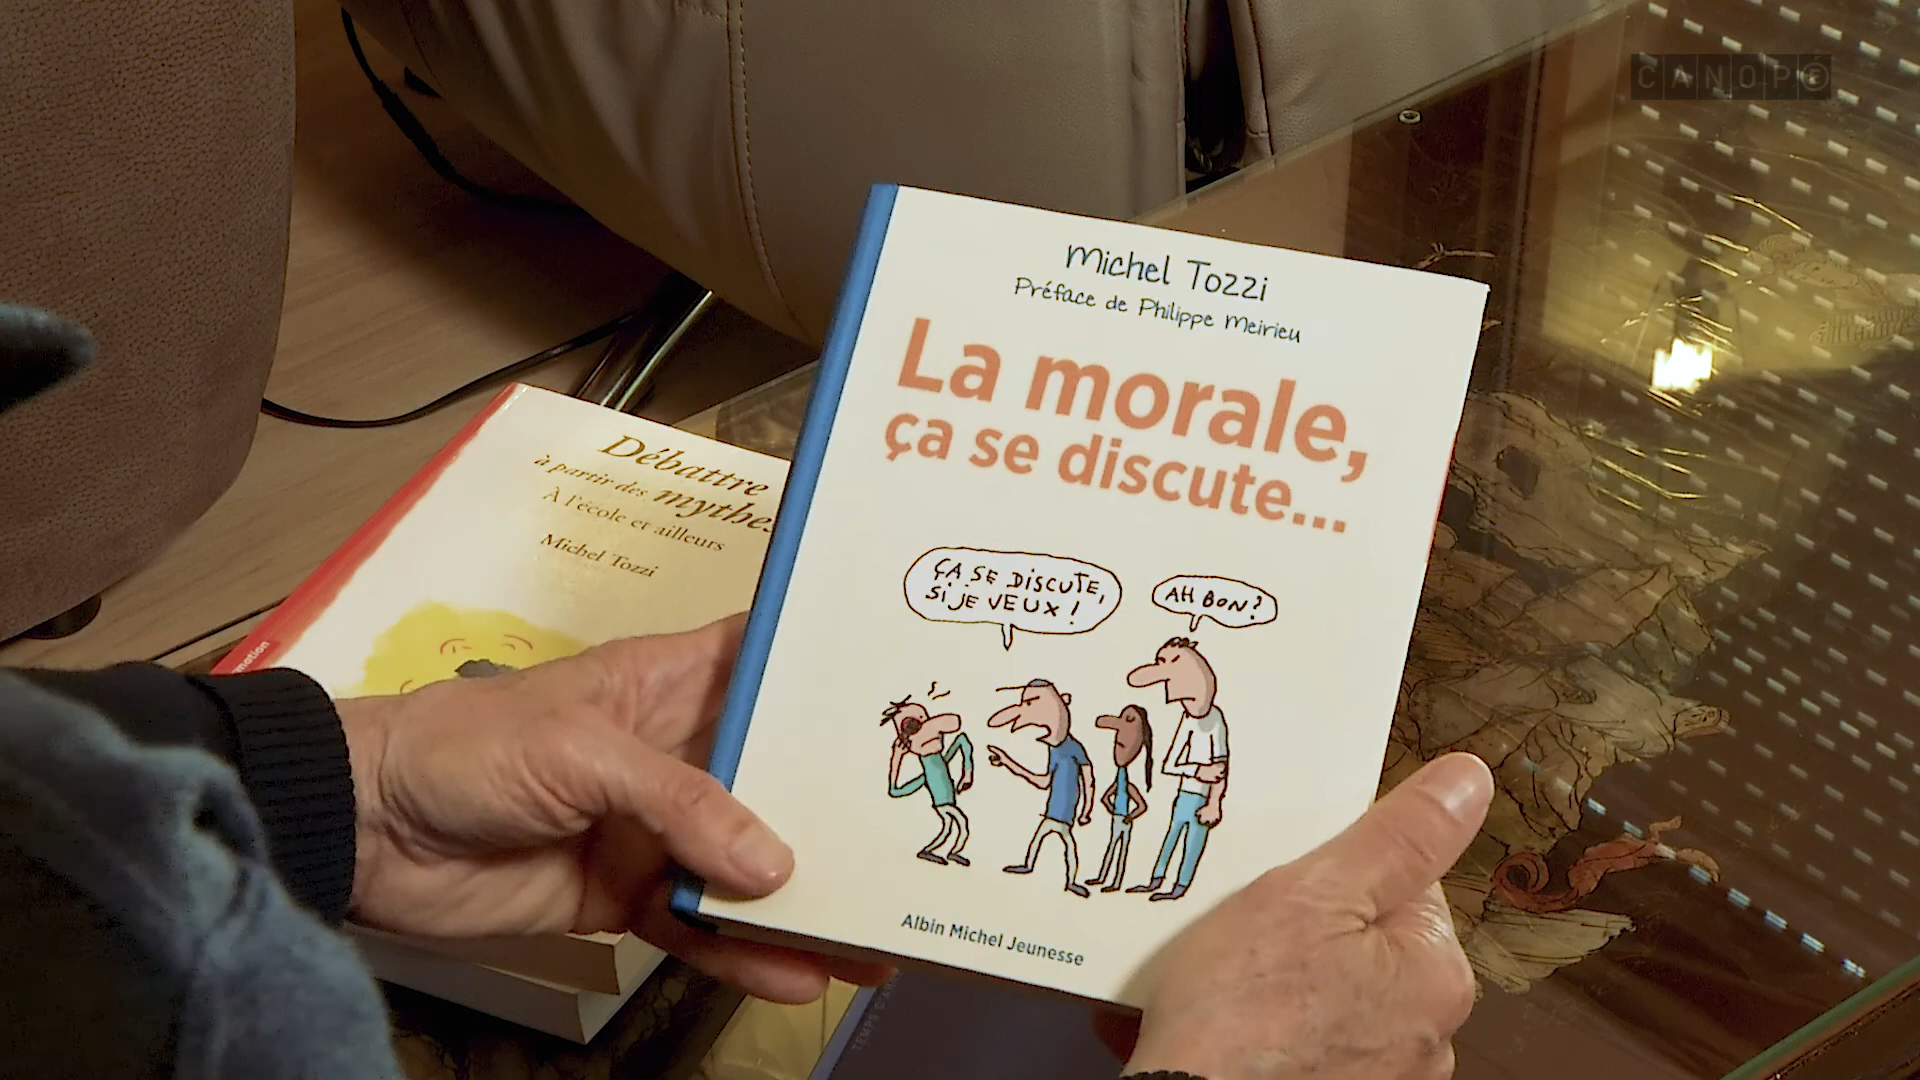 CANOPÉ
Michel Tozzi
Préface de Philippe Meirieu
La morale,
ça se discute...
ÇA SE DISCUTE,
SI JE VEUX !
AH BON ?
Albin Michel Jeunesse
Débattre
à partir des mythes
À l'école et ailleurs
Michel Tozzi